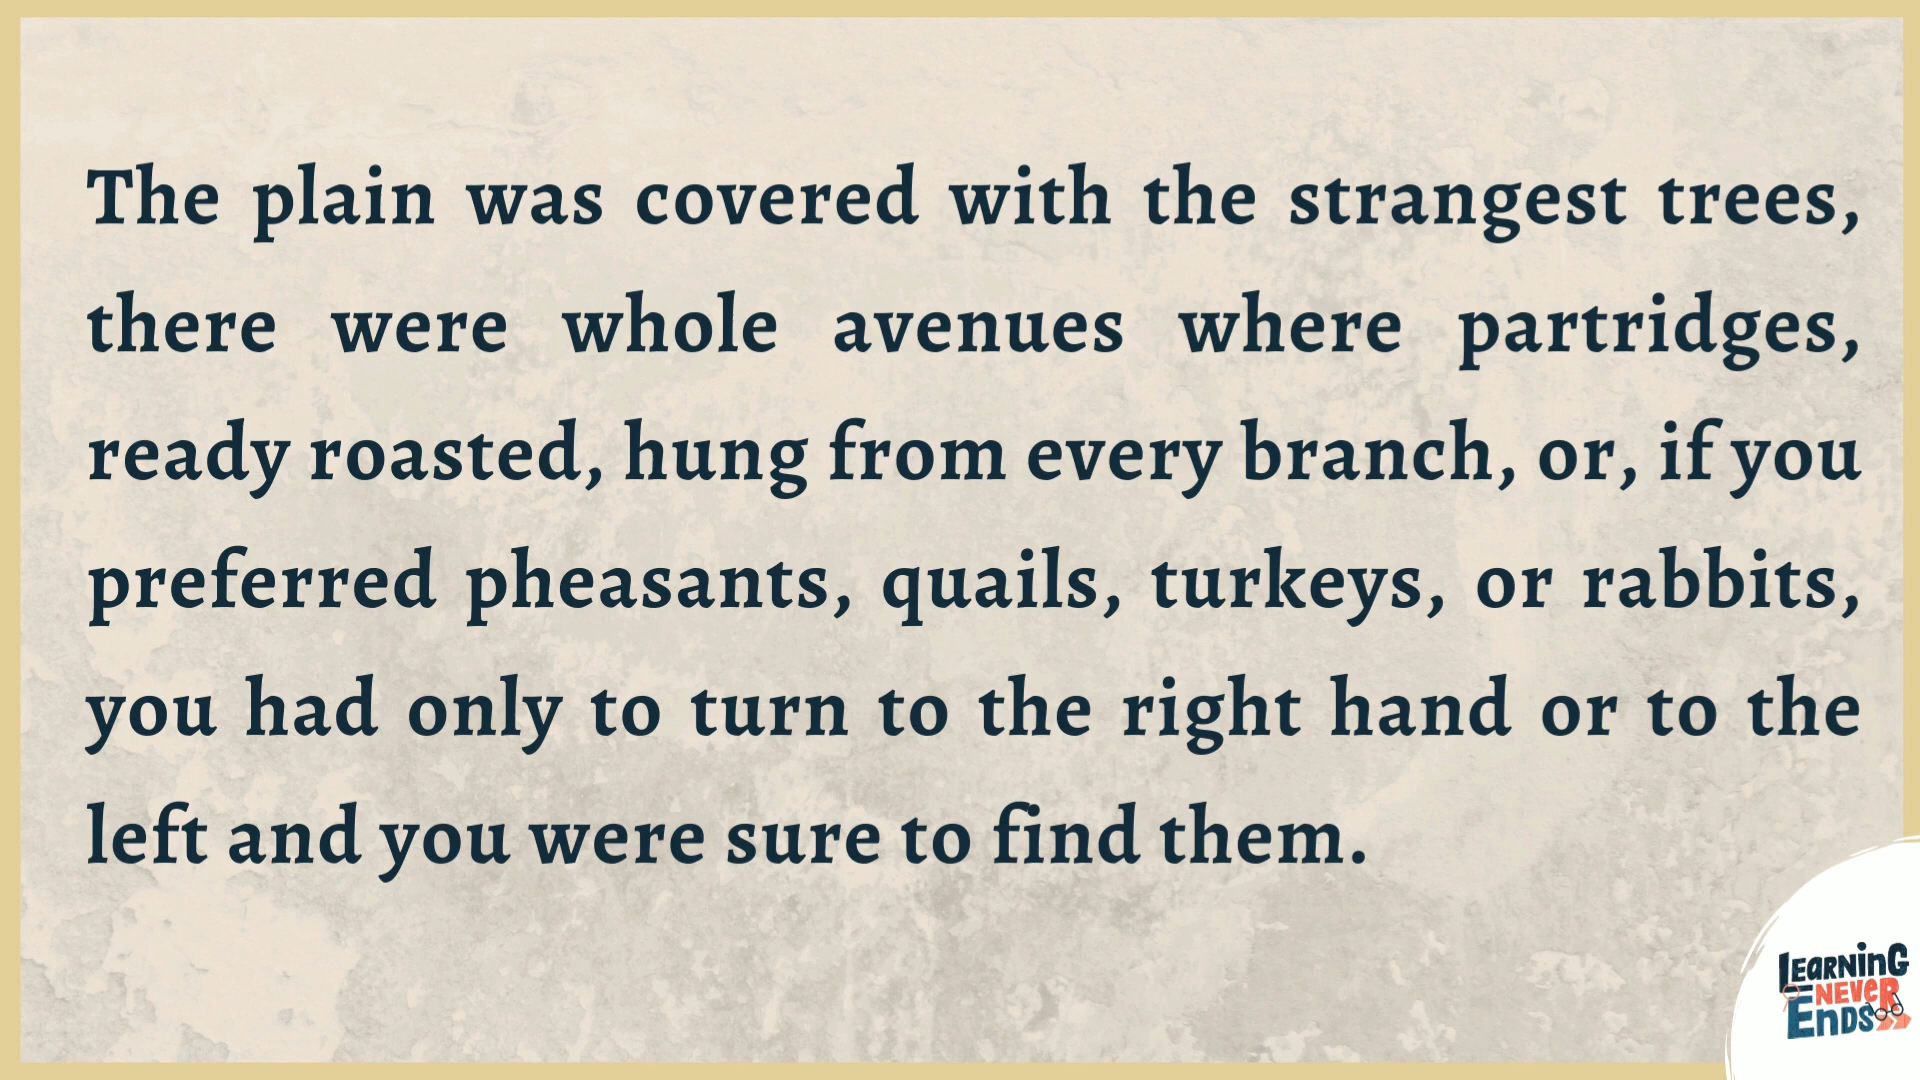 The plain was covered with the strangest trees,
there were whole avenues where partridges,
ready roasted, hung from every branch, or, if you
preferred pheasants, quails, turkeys, or rabbits,
you had only to turn to the right hand or to the
left and you were sure to find them.
LEARNinG
NEVER
EnDS